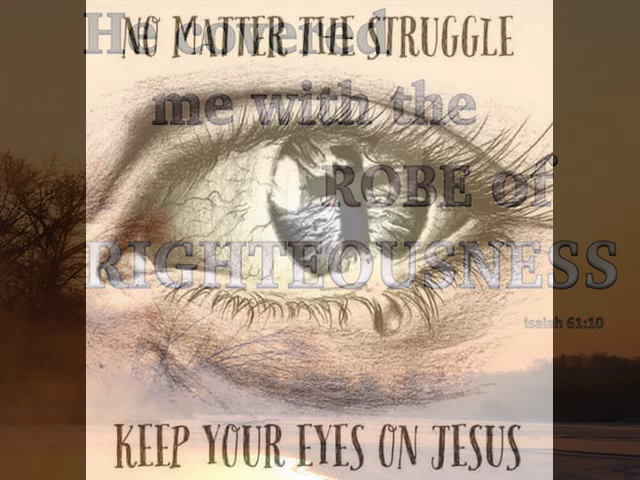 He covered
NO MATTER THE STRUGGLE
me with the
ROBE of
RIGHTEOUSNESS
isaiah 61:10
KEEP YOUR EYES ON JESUS